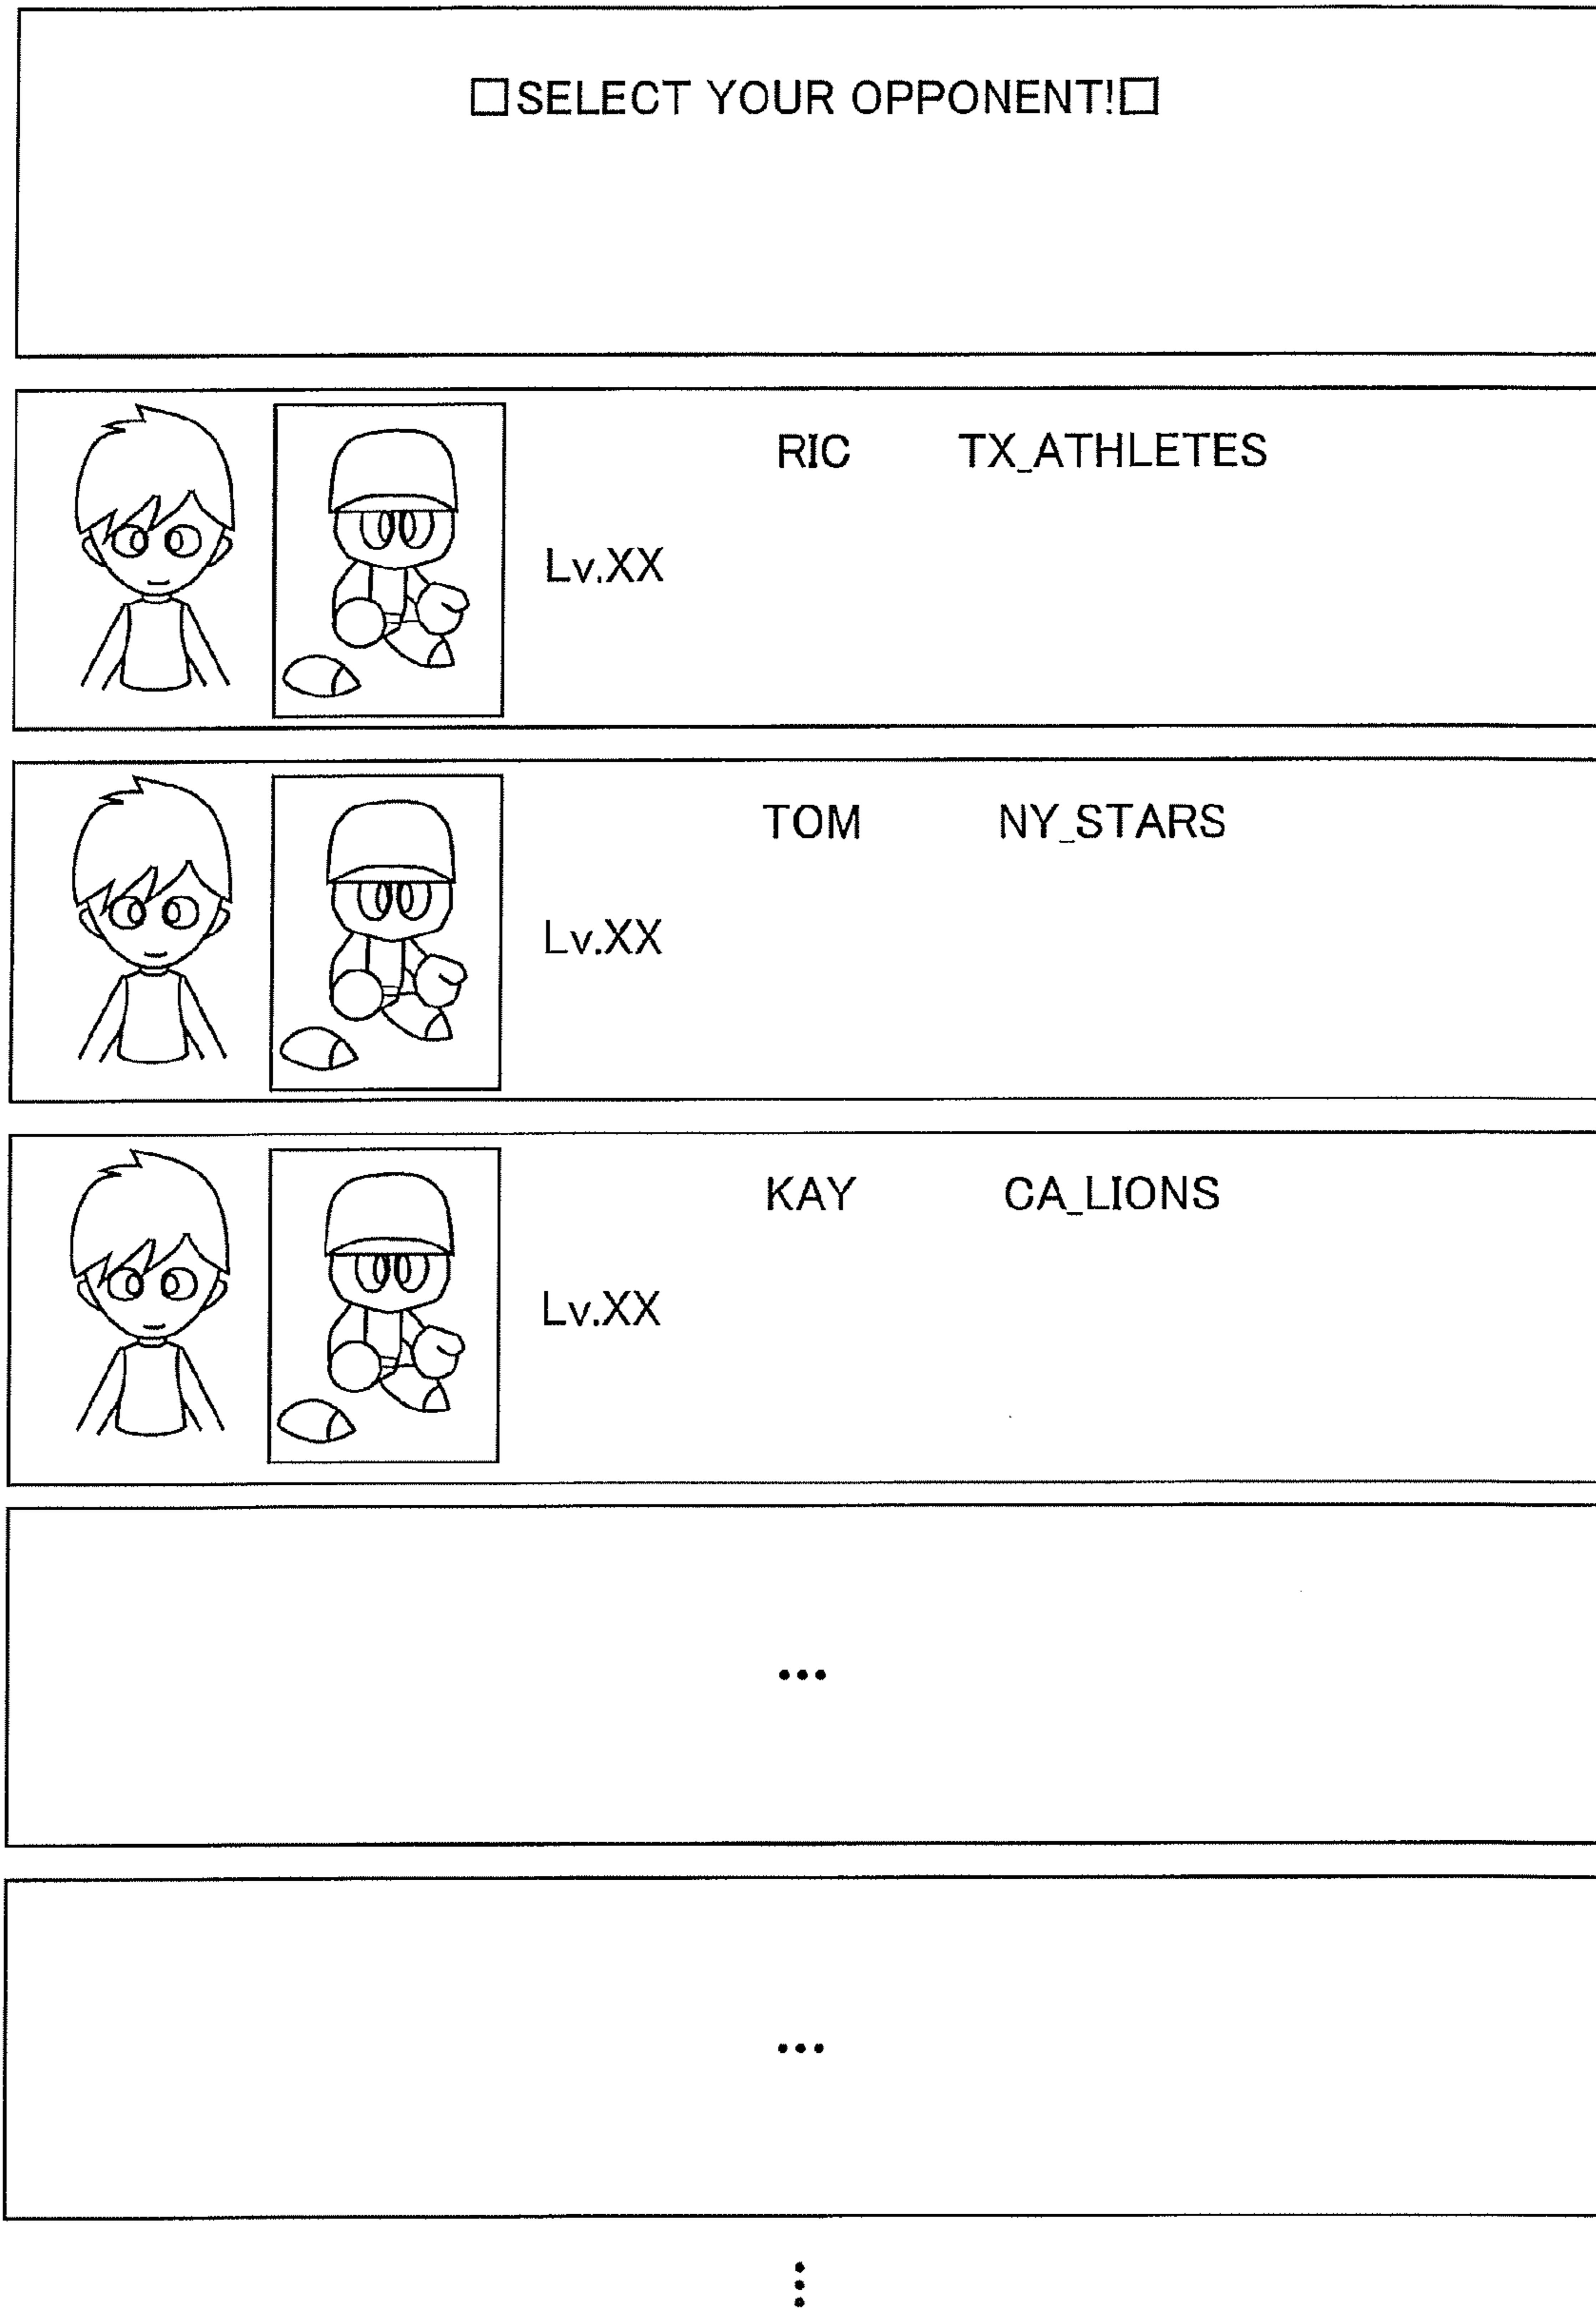 □SELECT YOUR OPPONENT!□
RIC TX_ATHLETES
Lv.XX
TOM NY_STARS
Lv.XX
KAY CA_LIONS
Lv.XX
...
...
⋮